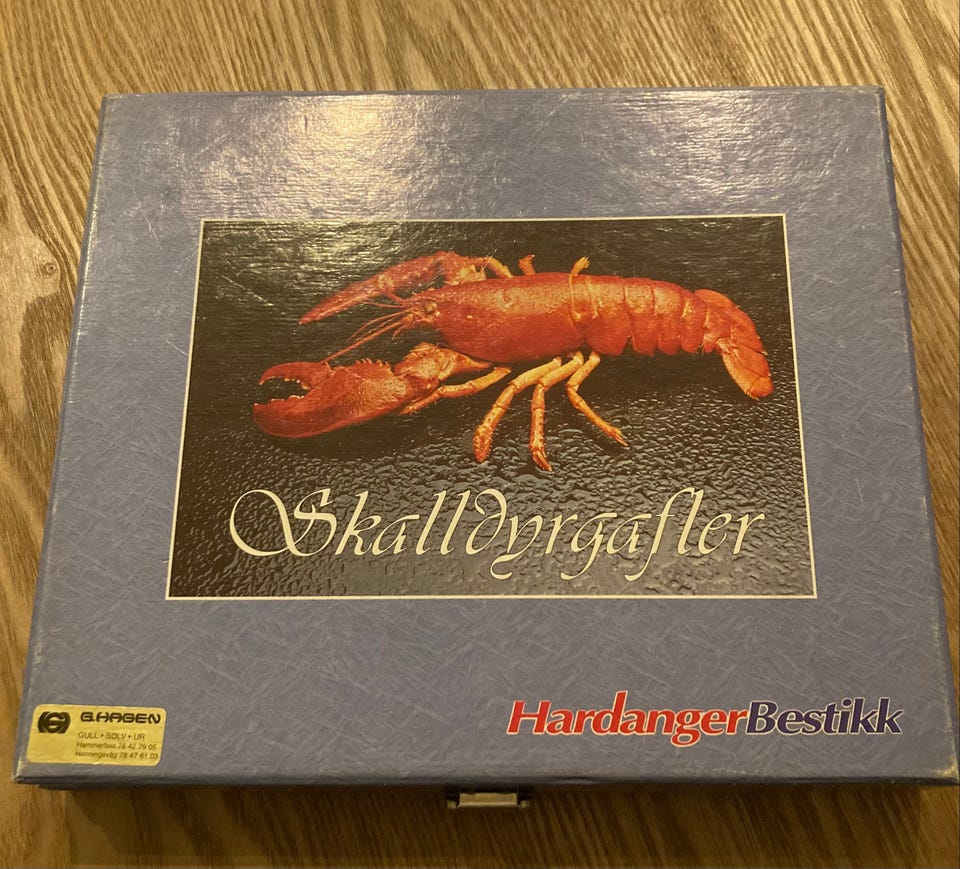 Skalldyrgafler
HardangerBestikk
G.HAGEN
GULL • SØLV • UR
Hammerfest 78 42 79 05
Honningsvåg 78 47 61 03